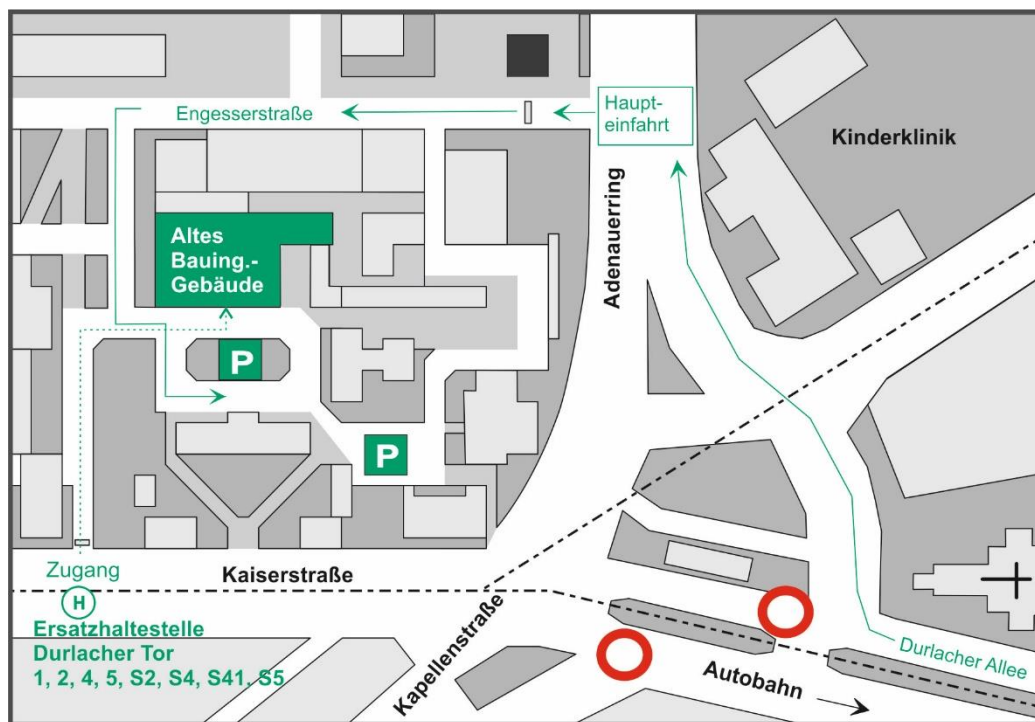 Engesserstraße
Haupt-
einfahrt
Kinderklinik
Adenauerring
Altes
Bauing.-
Gebäude
P
P
Zugang
Kaiserstraße
H
Ersatzhaltestelle
Durlacher Tor
1, 2, 4, 5, S2, S4, S41, S5
Kapellenstraße
Autobahn
Durlacher Allee